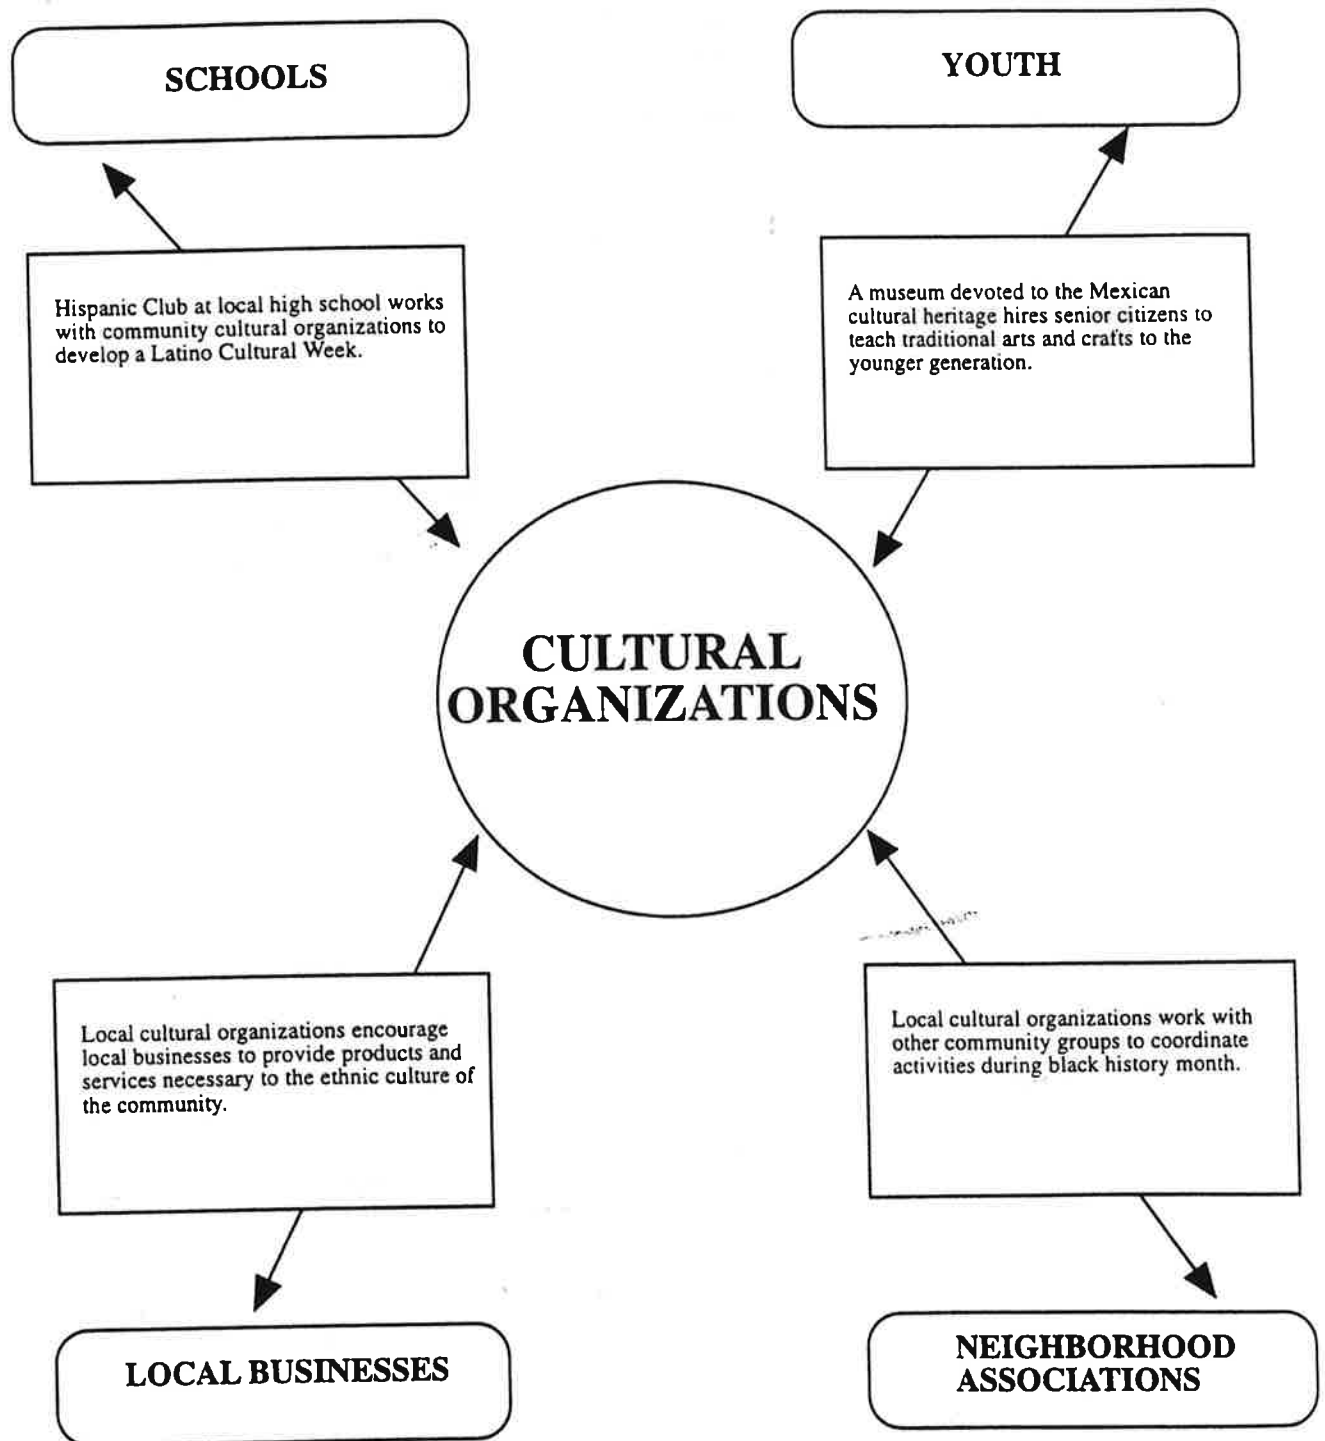 SCHOOLS
YOUTH
Hispanic Club at local high school works
with community cultural organizations to
develop a Latino Cultural Week.
A museum devoted to the Mexican
cultural heritage hires senior citizens to
teach traditional arts and crafts to the
younger generation.
CULTURAL
ORGANIZATIONS
Local cultural organizations encourage
local businesses to provide products and
services necessary to the ethnic culture of
the community.
Local cultural organizations work with
other community groups to coordinate
activities during black history month.
LOCAL BUSINESSES
NEIGHBORHOOD
ASSOCIATIONS